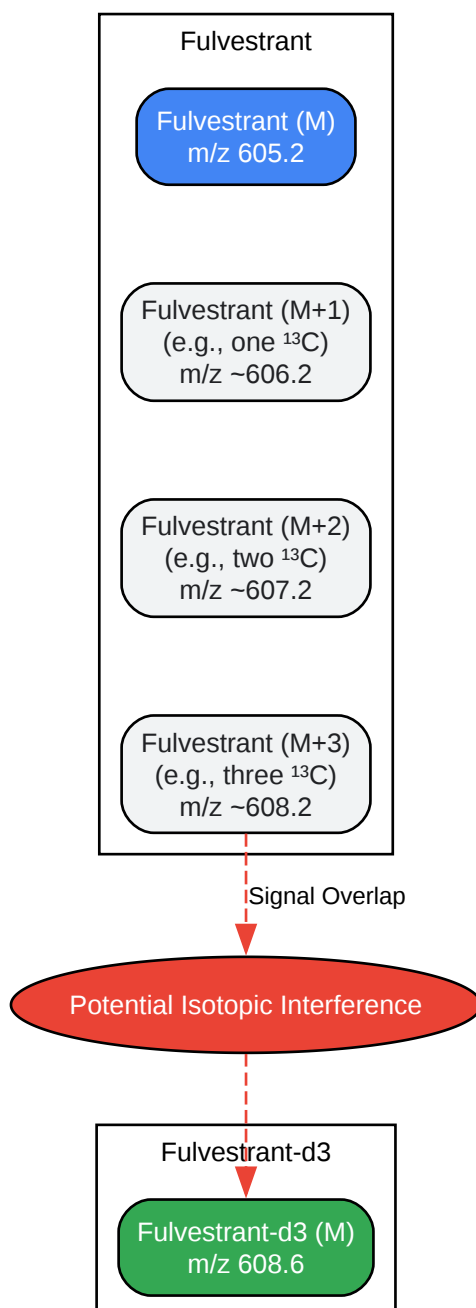 Fulvestrant
Fulvestrant (M)
m/z 605.2
Fulvestrant (M+1)
(e.g., one ¹³C)
m/z ~606.2
Fulvestrant (M+2)
(e.g., two ¹³C)
m/z ~607.2
Fulvestrant (M+3)
(e.g., three ¹³C)
m/z ~608.2
Signal Overlap
Potential Isotopic Interference
Fulvestrant-d3
Fulvestrant-d3 (M)
m/z 608.6